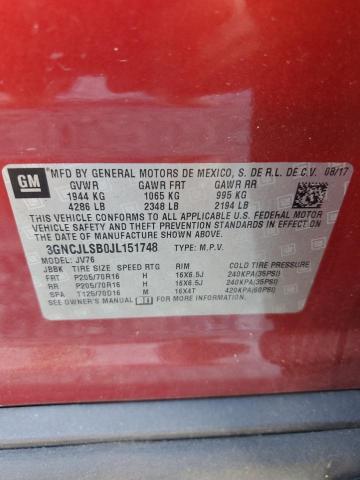 GM
MFD BY GENERAL MOTORS DE MEXICO, S. DE R.L. DE C.V. 08/17
GVWR GAWR FRT GAWR RR
1944 KG 1065 KG 995 KG
4286 LB 2348 LB 2194 LB
THIS VEHICLE CONFORMS TO ALL APPLICABLE
U.S. FEDERAL MOTOR VEHICLE SAFETY, BUMPER,
AND THEFT PREVENTION STANDARDS IN EFFECT
ON THE DATE OF MANUFACTURE SHOWN ABOVE.
3GNCJLSB0JL151748 TYPE: M.P.V.
MODEL: JV76
JBBK TIRE SIZE SPEED RTG RIM COLD TIRE PRESSURE
FRT P205/70R16 H 16X6.5J 240KPA(35PSI)
RR P205/70R16 H 16X6.5J 240KPA(35PSI)
SPA T125/70D16 M 16X4T 420KPA(60PSI)
SEE OWNER'S MANUAL FOR ADDITIONAL INFORMATION